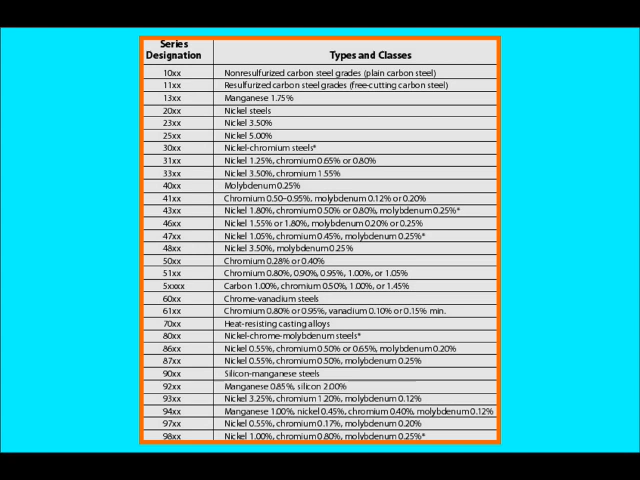 Series
Designation Types and Classes
10xx Nonresulfurized carbon steel grades (plain carbon steel)
11xx Resulfurized carbon steel grades (free-cutting carbon steel)
13xx Manganese 1.75%
20xx Nickel steels
23xx Nickel 3.50%
25xx Nickel 5.00%
30xx Nickel-chromium steels*
31xx Nickel 1.25%, chromium 0.65% or 0.80%
33xx Nickel 3.50%, chromium 1.55%
40xx Molybdenum 0.25%
41xx Chromium 0.50–0.95%, molybdenum 0.12% or 0.20%
43xx Nickel 1.80%, chromium 0.50% or 0.80%, molybdenum 0.25%*
46xx Nickel 1.55% or 1.80%, molybdenum 0.20% or 0.25%
47xx Nickel 1.05%, chromium 0.45%, molybdenum 0.25%*
48xx Nickel 3.50%, molybdenum 0.25%
50xx Chromium 0.28% or 0.40%
51xx Chromium 0.80%, 0.90%, 0.95%, 1.00%, or 1.05%
5xxxx Carbon 1.00%, chromium 0.50%, 1.00%, or 1.45%
60xx Chrome-vanadium steels
61xx Chromium 0.80% or 0.95%, vanadium 0.10% or 0.15% min.
70xx Heat-resisting casting alloys
80xx Nickel-chrome-molybdenum steels*
86xx Nickel 0.55%, chromium 0.50% or 0.65%, molybdenum 0.20%
87xx Nickel 0.55%, chromium 0.50%, molybdenum 0.25%
90xx Silicon-manganese steels
92xx Manganese 0.85%, silicon 2.00%
93xx Nickel 3.25%, chromium 1.20%, molybdenum 0.12%
94xx Manganese 1.00%, nickel 0.45%, chromium 0.40%, molybdenum 0.12%
97xx Nickel 0.55%, chromium 0.17%, molybdenum 0.20%
98xx Nickel 1.00%, chromium 0.80%, molybdenum 0.25%*